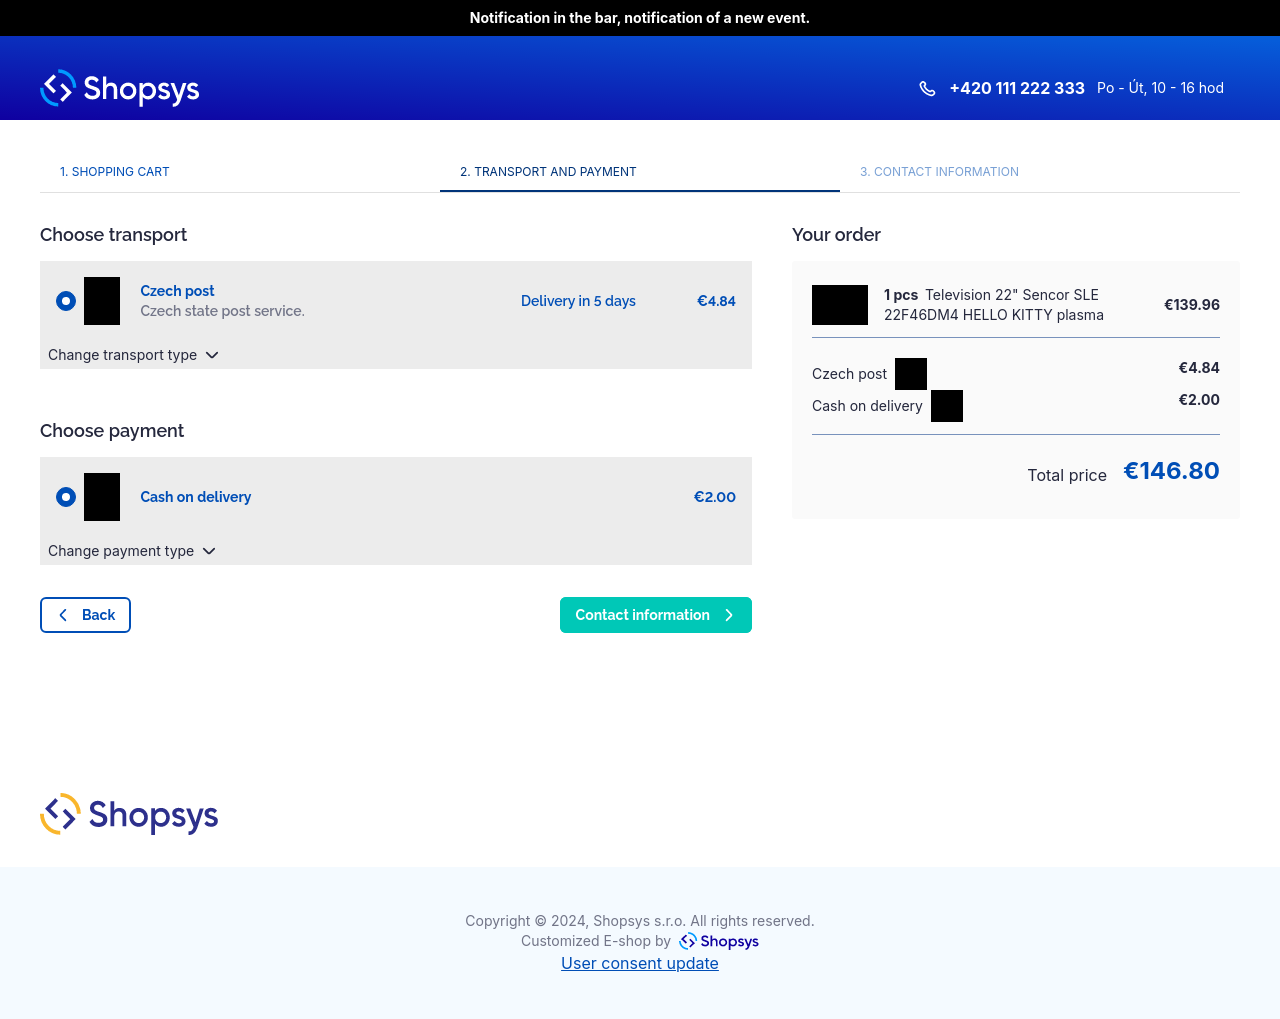 Notification in the bar, notification of a new event.
Shopsys
+420 111 222 333 Po - Út, 10 - 16 hod
1. SHOPPING CART
2. TRANSPORT AND PAYMENT
3. CONTACT INFORMATION
Choose transport
Czech post
Czech state post service.
Delivery in 5 days
€4.84
Change transport type
Choose payment
Cash on delivery
€2.00
Change payment type
Back
Contact information
Your order
1 pcs Television 22" Sencor SLE
22F46DM4 HELLO KITTY plasma
€139.96
Czech post
€4.84
Cash on delivery
€2.00
Total price €146.80
Shopsys
Copyright © 2024, Shopsys s.r.o. All rights reserved.
Customized E-shop by Shopsys
User consent update